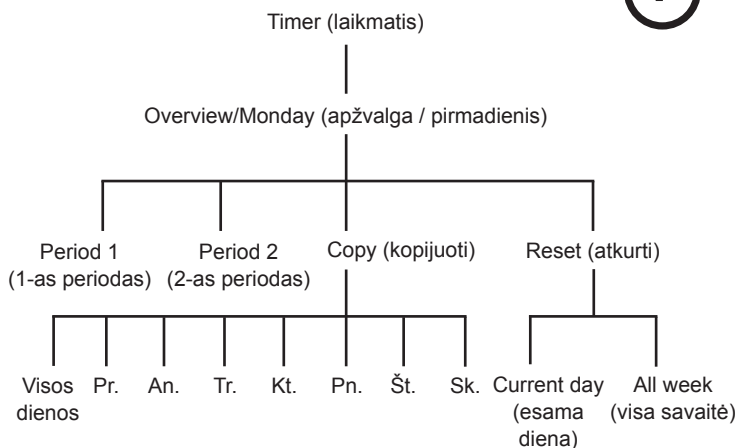 Timer (laikmatis)
Overview/Monday (apžvalga / pirmadienis)
Period 1
(1-as periodas)
Period 2
(2-as periodas)
Copy (kopijuoti)
Reset (atkurti)
Visos
dienos
Pr.
An.
Tr.
Kt.
Pn.
Št.
Sk.
Current day
(esama
diena)
All week
(visa savaitė)